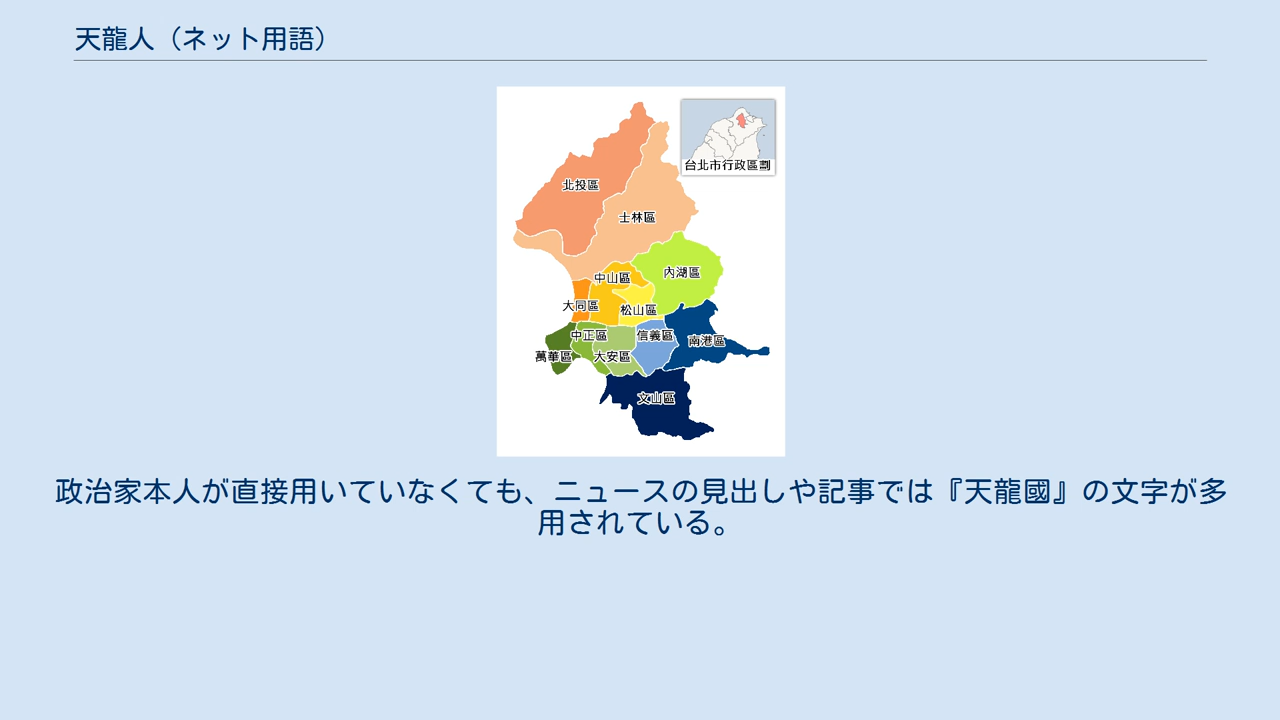 天龍人（ネット用語）
台北市行政區劃
北投區
士林區
中山區
內湖區
大同區
松山區
中正區
信義區
南港區
萬華區
大安區
文山區
政治家本人が直接用いていなくても、ニュースの見出しや記事では『天龍國』の文字が多
用されている。